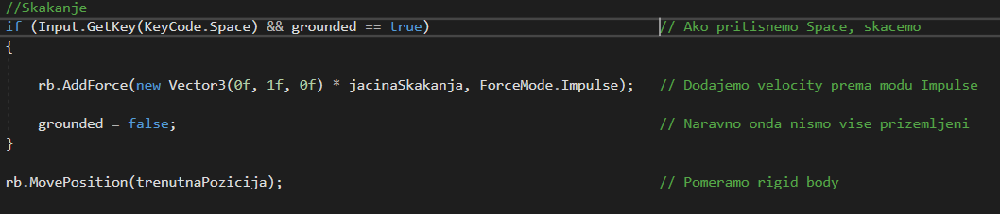 //Skakanje
if (Input.GetKey(KeyCode.Space) && grounded == true) // Ako pritisnemo Space, skacemo
{
rb.AddForce(new Vector3(0f, 1f, 0f) * jacinaSkakanja, ForceMode.Impulse); // Dodajemo velocity prema modu Impulse
grounded = false; // Naravno onda nismo vise prizemljeni
}
rb.MovePosition(trenutnaPozicija); // Pomeramo rigid body